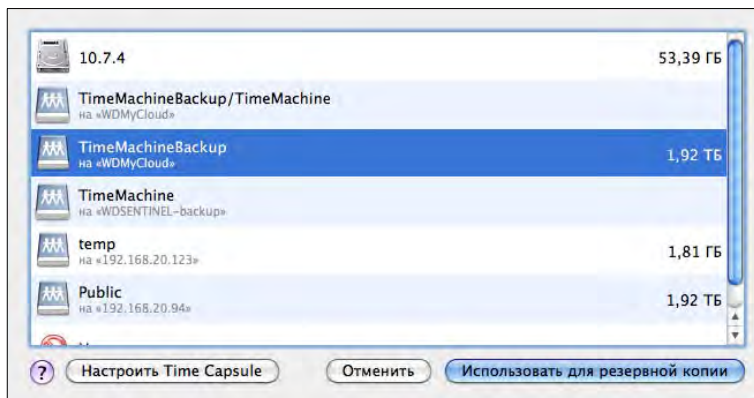 10.7.4
53,39 ГБ
TimeMachineBackup/TimeMachine
на «WDMyCloud»
TimeMachineBackup
на «WDMyCloud»
1,92 ТБ
TimeMachine
на «WDSENTINEL-backup»
temp
на «192.168.20.123»
1,81 ГБ
Public
на «192.168.20.94»
1,92 ТБ
?
Настроить Time Capsule
Отменить
Использовать для резервной копии